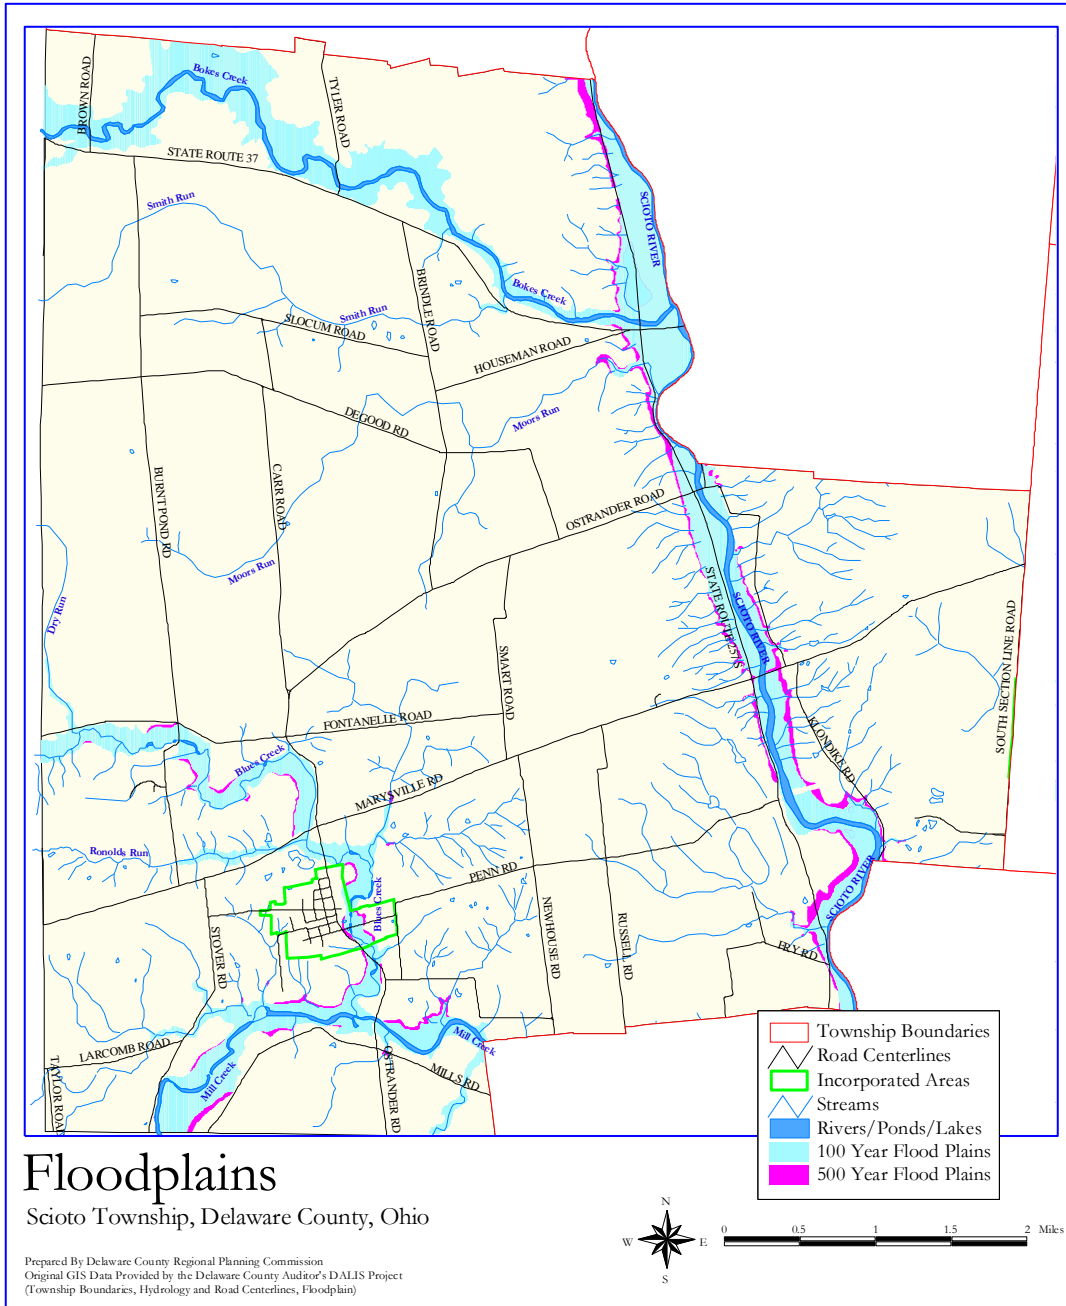 BROWN ROAD
Bokes Creek
TYLER ROAD
STATE ROUTE 37
Smith Run
SCIOTO RIVER
BRINDLE ROAD
Bokes Creek
Smith Run
SLOCUM ROAD
HOUSEMAN ROAD
DEGOOD RD
Moors Run
BURNT POND RD
CARR ROAD
OSTRANDER ROAD
Moors Run
Dry Run
STATE ROUTE 257 S
SCIOTO RIVER
SMART ROAD
SOUTH SECTION LINE ROAD
FONTANELLE ROAD
KLONDIKE RD
Blues Creek
MARYSVILLE RD
Ronolds Run
PENN RD
Blues Creek
SCIOTO RIVER
STOVER RD
NEWHOUSE RD
RUSSELL RD
FRY RD
LARCOMB ROAD
Mill Creek
TAYLOR ROAD
Mill Creek
OSTRANDER RD
MILLS RD
Township Boundaries
Road Centerlines
Incorporated Areas
Streams
Rivers/Ponds/Lakes
100 Year Flood Plains
500 Year Flood Plains
Floodplains
Scioto Township, Delaware County, Ohio
N
W E
S
0 0.5 1 1.5 2 Miles
Prepared By Delaware County Regional Planning Commission
Original GIS Data Provided by the Delaware County Auditor's DALIS Project
(Township Boundaries, Hydrology and Road Centerlines, Floodplain)